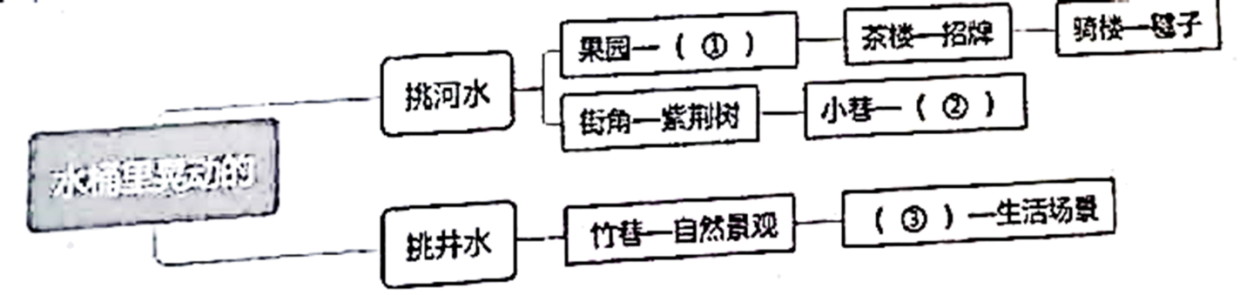 果园—（ ① ）
茶楼—招牌
骑楼—毽子
挑河水
街角—紫荆树
小巷—（ ② ）
水桶里晃动的
挑井水
竹巷—自然景观
（ ③ ）—生活场景